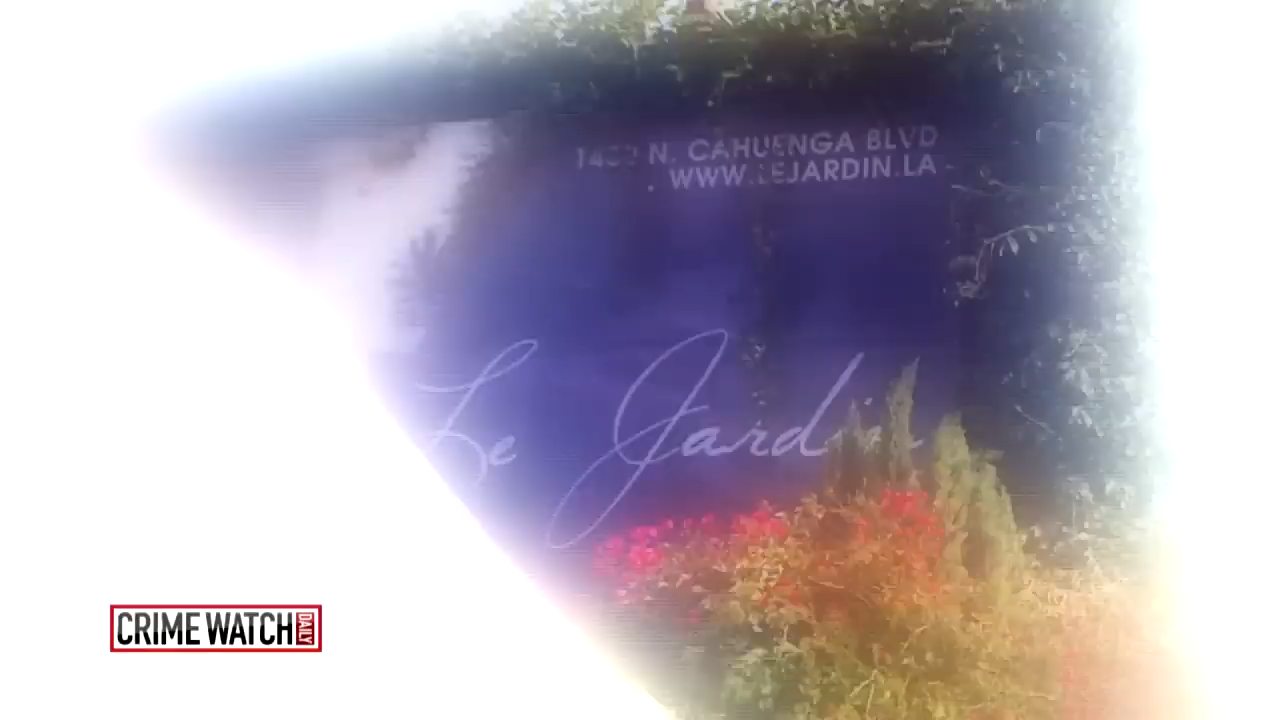 N. CAHUENGA BLVD
WWW.LEJARDIN.LA
Le Jardin
CRIME WATCH DAILY